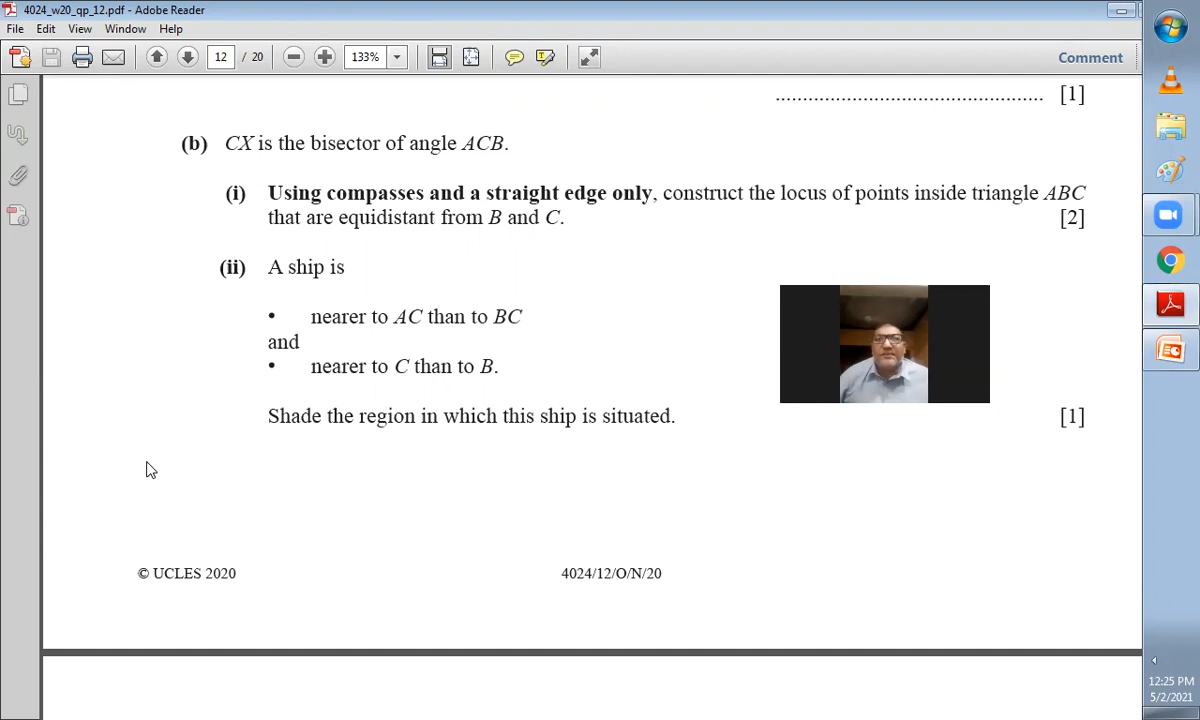 4024_w20_qp_12.pdf - Adobe Reader
File Edit View Window Help
12 / 20 133% Comment
.................................................. [1]
(b) CX is the bisector of angle ACB.
(i) Using compasses and a straight edge only, construct the locus of points inside triangle ABC
that are equidistant from B and C. [2]
(ii) A ship is
• nearer to AC than to BC
and
• nearer to C than to B.
Shade the region in which this ship is situated. [1]
© UCLES 2020 4024/12/O/N/20
12:25 PM
5/2/2021